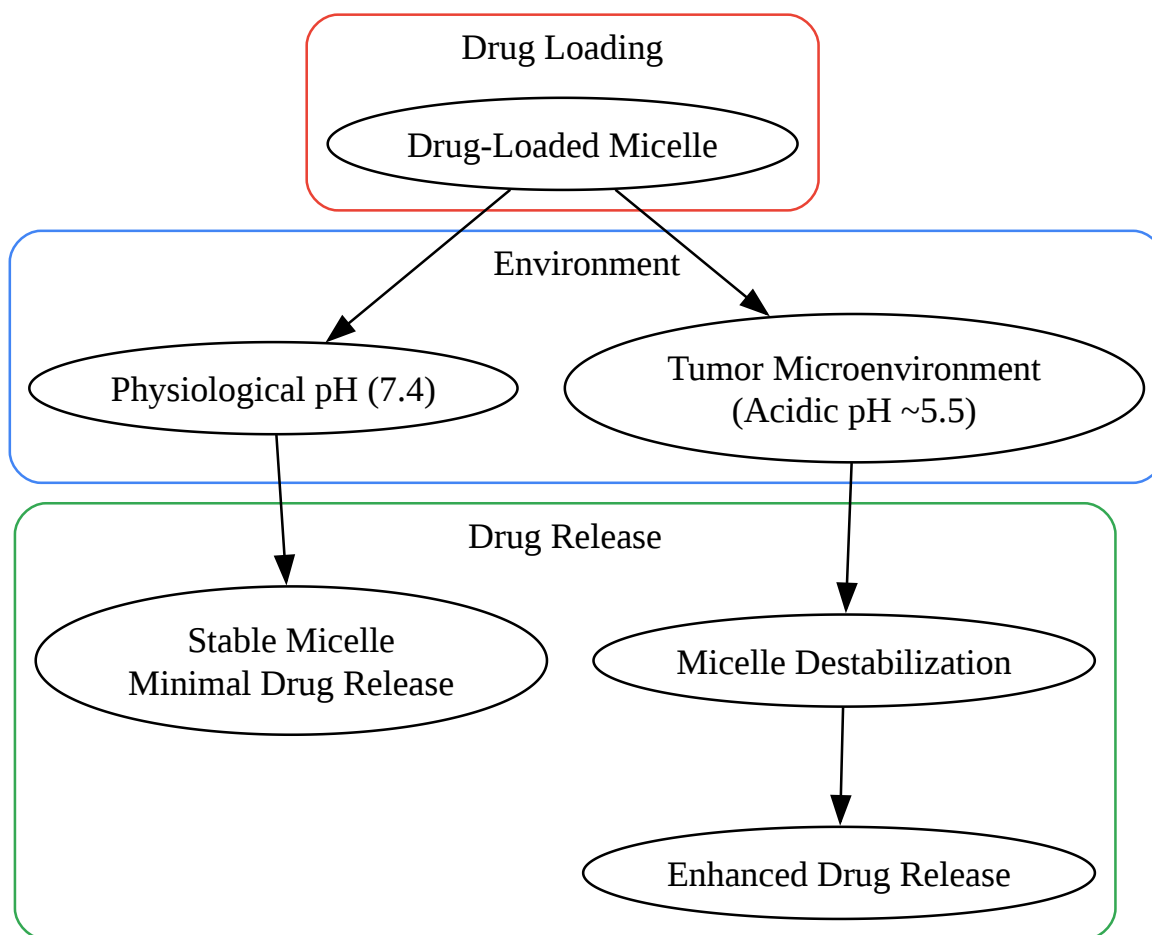 Drug Loading
Drug-Loaded Micelle
Environment
Physiological pH (7.4)
Tumor Microenvironment
(Acidic pH ~5.5)
Drug Release
Stable Micelle
Minimal Drug Release
Micelle Destabilization
Enhanced Drug Release